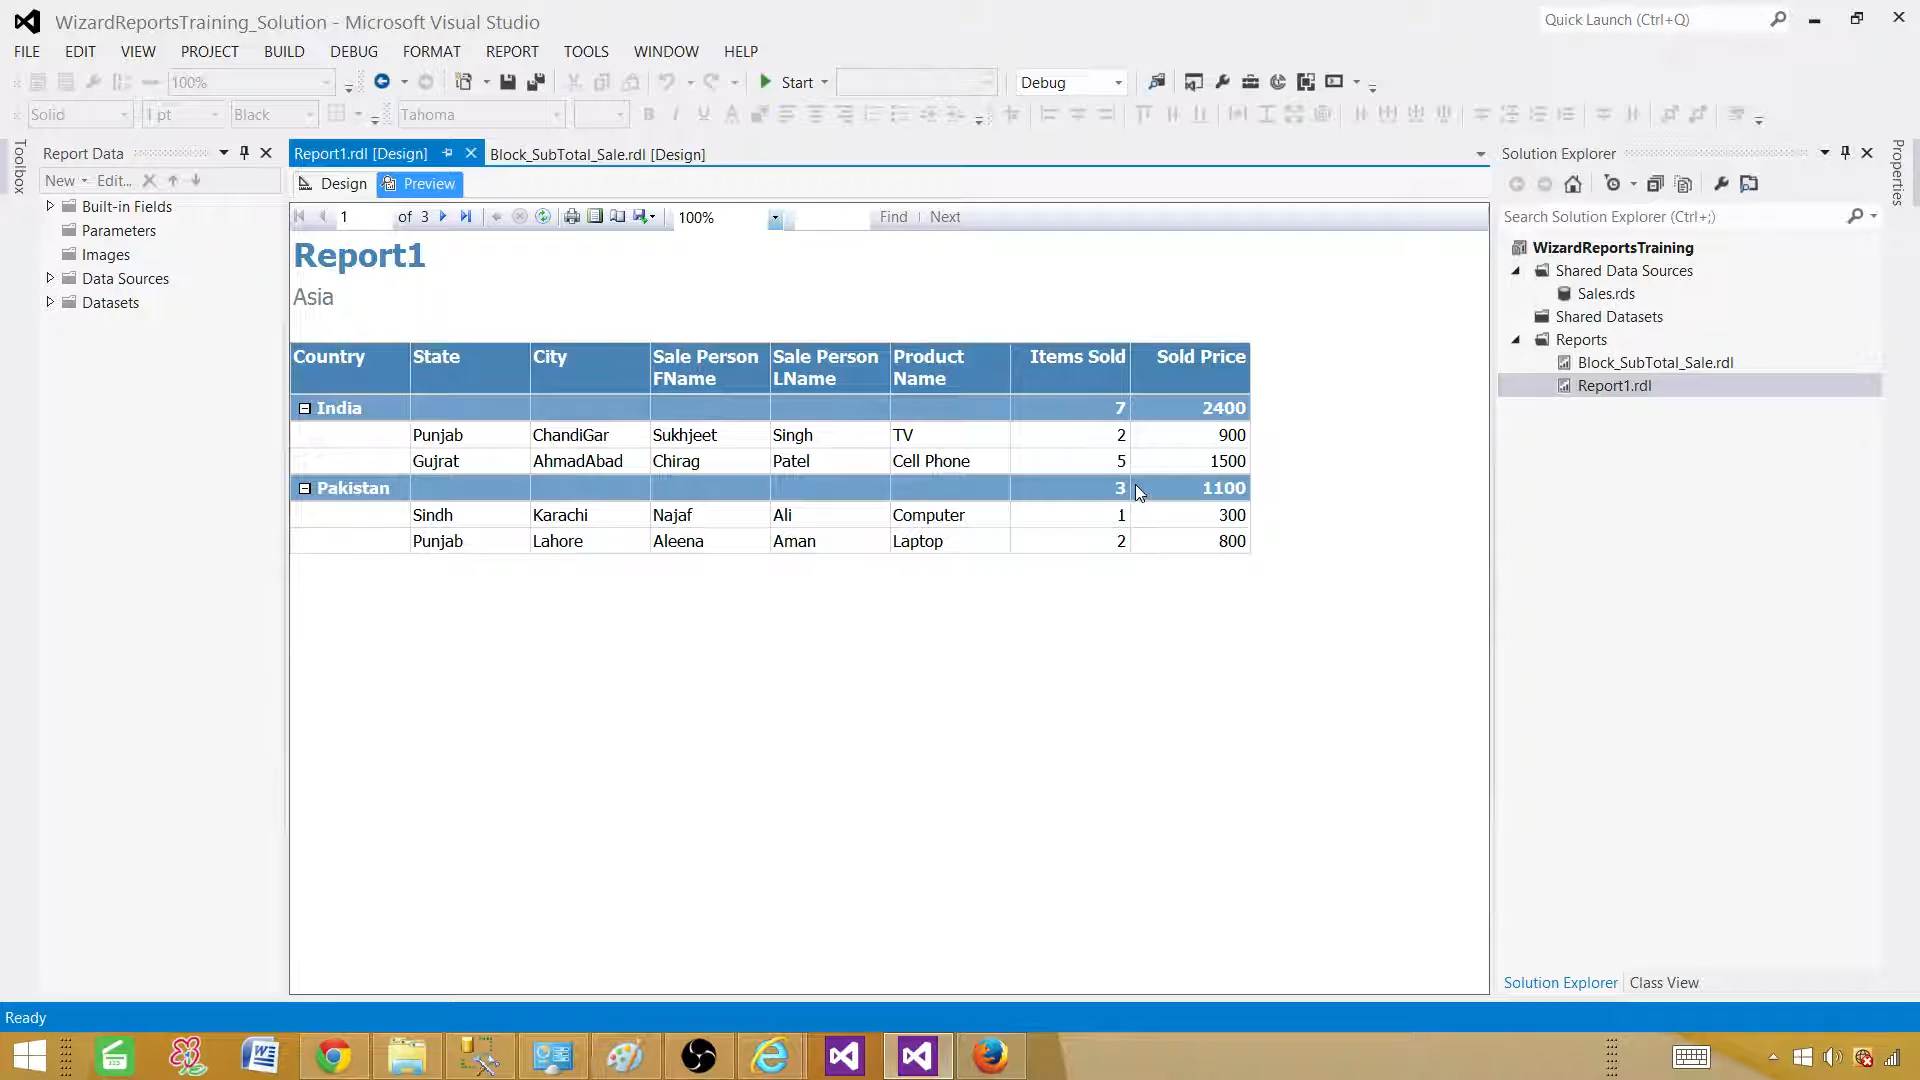 WizardReportsTraining_Solution - Microsoft Visual Studio
Quick Launch (Ctrl+Q)
FILE EDIT VIEW PROJECT BUILD DEBUG FORMAT REPORT TOOLS WINDOW HELP
100% Start Debug
Solid 1 pt Black Tahoma
Toolbox
Report Data
New Edit...
Built-in Fields
Parameters
Images
Data Sources
Datasets
Report1.rdl [Design] Block_SubTotal_Sale.rdl [Design]
Design Preview
1 of 3 100% Find Next
Report1
Asia
Country State City Sale Person FName Sale Person LName Product Name Items Sold Sold Price
India 7 2400
Punjab ChandiGar Sukhjeet Singh TV 2 900
Gujrat AhmadAbad Chirag Patel Cell Phone 5 1500
Pakistan 3 1100
Sindh Karachi Najaf Ali Computer 1 300
Punjab Lahore Aleena Aman Laptop 2 800
Solution Explorer
Search Solution Explorer (Ctrl+;)
WizardReportsTraining
Shared Data Sources
Sales.rds
Shared Datasets
Reports
Block_SubTotal_Sale.rdl
Report1.rdl
Solution Explorer Class View
Properties
Ready